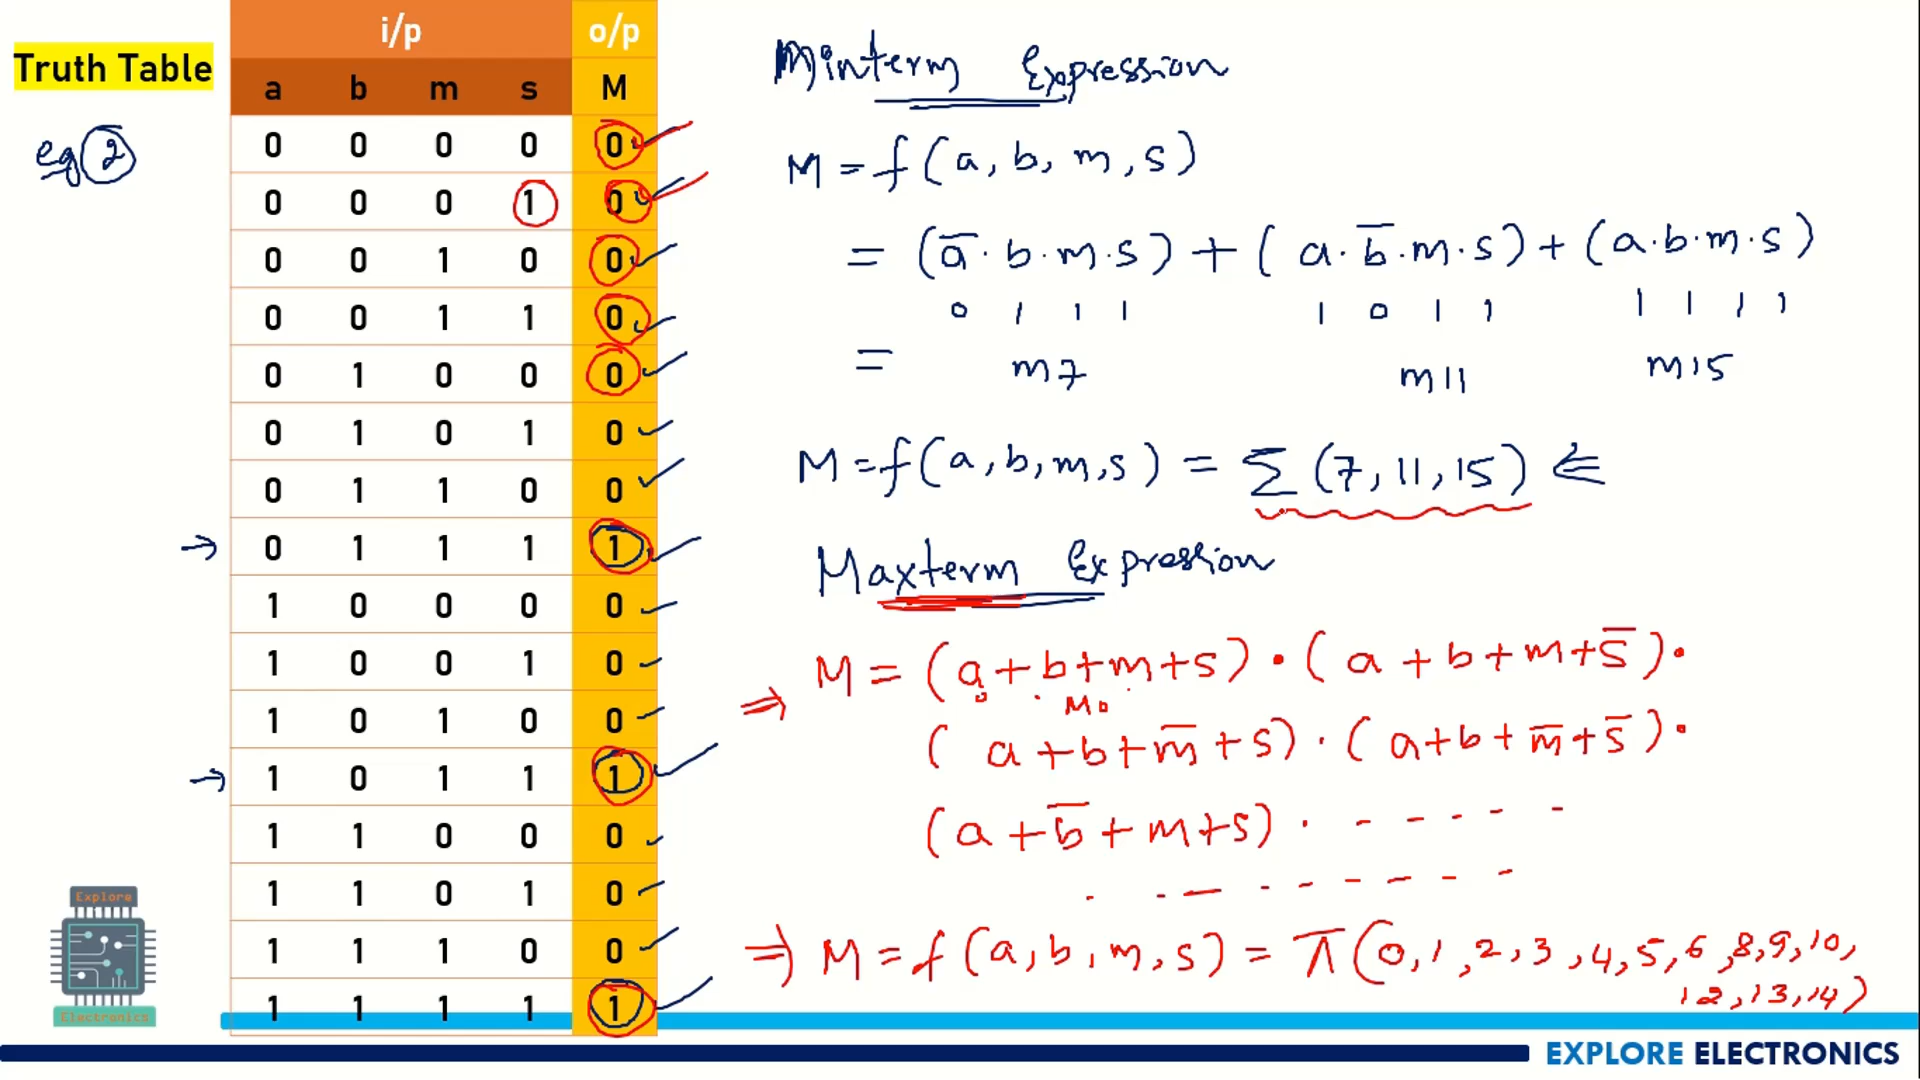 Truth Table
eg 2
i/p o/p
a b m s M
0 0 0 0 0
0 0 0 1 0
0 0 1 0 0
0 0 1 1 0
0 1 0 0 0
0 1 0 1 0
0 1 1 0 0
→ 0 1 1 1 1
1 0 0 0 0
1 0 0 1 0
1 0 1 0 0
→ 1 0 1 1 1
1 1 0 0 0
1 1 0 1 0
1 1 1 0 0
1 1 1 1 1
Minterm Expression
M = f(a, b, m, s)
= (a̅·b·m·s) + (a·b̅·m·s) + (a·b·m·s)
0 1 1 1 1 0 1 1 1 1 1 1
= m7 m11 m15
M = f(a, b, m, s) = Σ(7, 11, 15) ⇐
Maxterm Expression
⇒ M = (a+b+m+s)·(a+b+m+s̅)·
0 M0
(a+b+m̅+s)·(a+b+m̅+s̅)·
(a+b̅+m+s)· - - - - -
. - - - - - - - -
⇒ M = f(a, b, m, s) = π(0, 1, 2, 3, 4, 5, 6, 8, 9, 10,
12, 13, 14)
Explore
Electronics
EXPLORE ELECTRONICS